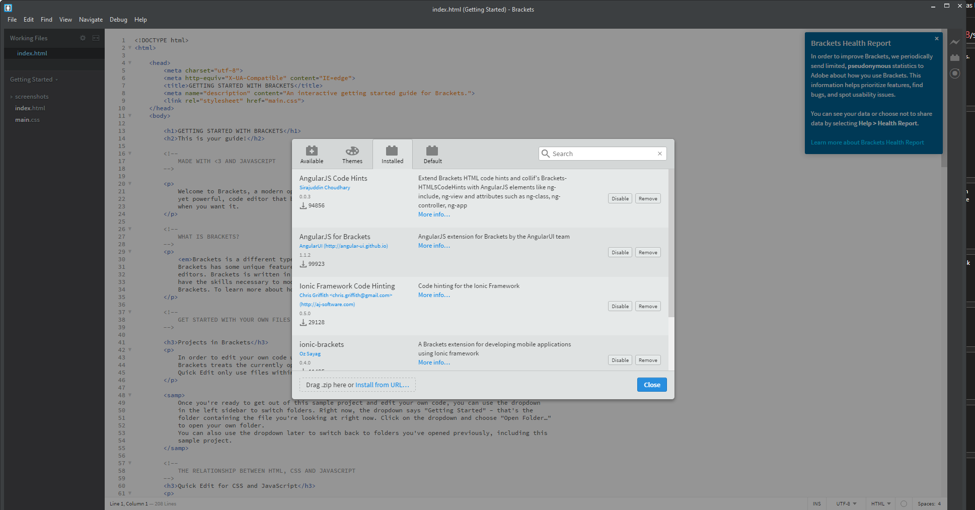 index.html (Getting Started) - Brackets
File Edit Find View Navigate Debug Help
Working Files
index.html
Getting Started
screenshots
index.html
main.css
1 <!DOCTYPE html>
2 <html>
3
4 <head>
5 <meta charset="utf-8">
6 <meta http-equiv="X-UA-Compatible" content="IE=edge">
7 <title>GETTING STARTED WITH BRACKETS</title>
8 <meta name="description" content="An interactive getting started guide for Brackets.">
9 <link rel="stylesheet" href="main.css">
10 </head>
11 <body>
12
13 <h1>GETTING STARTED WITH BRACKETS</h1>
14 <h2>This is your guide!</h2>
15
16 <!--
17 MADE WITH <3 AND JAVASCRIPT
18 -->
19
20 <p>
21 Welcome to Brackets, a modern
22 yet powerful, code editor that
23 when you want it.
24 </p>
25
26 <!--
27 WHAT IS BRACKETS?
28 -->
29 <p>
30 <em>Brackets is a different type
31 Brackets has some unique
32 editors. Brackets is written in
33 have the skills necessary to
34 Brackets. To learn more about
35 </p>
36
37 <!--
38 GET STARTED WITH YOUR OWN FILES
39 -->
40
41 <h3>Projects in Brackets</h3>
42 <p>
43 In order to edit your own code
44 Brackets treats the currently
45 Quick Edit only use files within
46 </p>
47
48 <samp>
49 Once you're ready to get out of this sample project and edit your own code, you can use the dropdown
50 in the left sidebar to switch folders. Right now, the dropdown says "Getting Started" - that's the
51 folder containing the file you're looking at right now. Click on the dropdown and choose "Open Folder…"
52 to open your own folder.
53 You can also use the dropdown later to switch back to folders you've opened previously, including this
54 sample project.
55 </samp>
56
57 <!--
58 THE RELATIONSHIP BETWEEN HTML, CSS AND JAVASCRIPT
59 -->
60 <h3>Quick Edit for CSS and JavaScript</h3>
61 <p>
Available Themes Installed Default
Search
AngularJS Code Hints
Sirajuddin Choudhary
94856
Extend Brackets HTML code hints and collif's Brackets-
HTML5CodeHints with AngularJS elements like ng-
include, ng-view and attributes such as ng-class, ng-
controller, ng-app
More info…
Disable Remove
AngularJS for Brackets
AngularUI (http://angular-ui.github.io)
99923
AngularJS extension for Brackets by the AngularUI team
More info…
Disable Remove
Ionic Framework Code Hinting
Chris Griffith <chris.griffith@gmail.com>
(http://aj-software.com)
29128
Code hinting for the Ionic Framework
More info…
Disable Remove
ionic-brackets
Oz Sayag
0.4.0
A Brackets extension for developing mobile applications
using Ionic framework
More info…
Disable Remove
Drag .zip here or Install from URL…
Close
Brackets Health Report
In order to improve Brackets, we periodically
send limited, pseudonymous statistics to
Adobe about how you use Brackets. This
information helps prioritize features, find
bugs, and spot usability issues.
You can see your data or choose not to share
data by selecting Help > Health Report.
Learn more about Brackets Health Report
Line 1, Column 1 — 208 Lines
INS UTF-8 HTML Spaces: 4